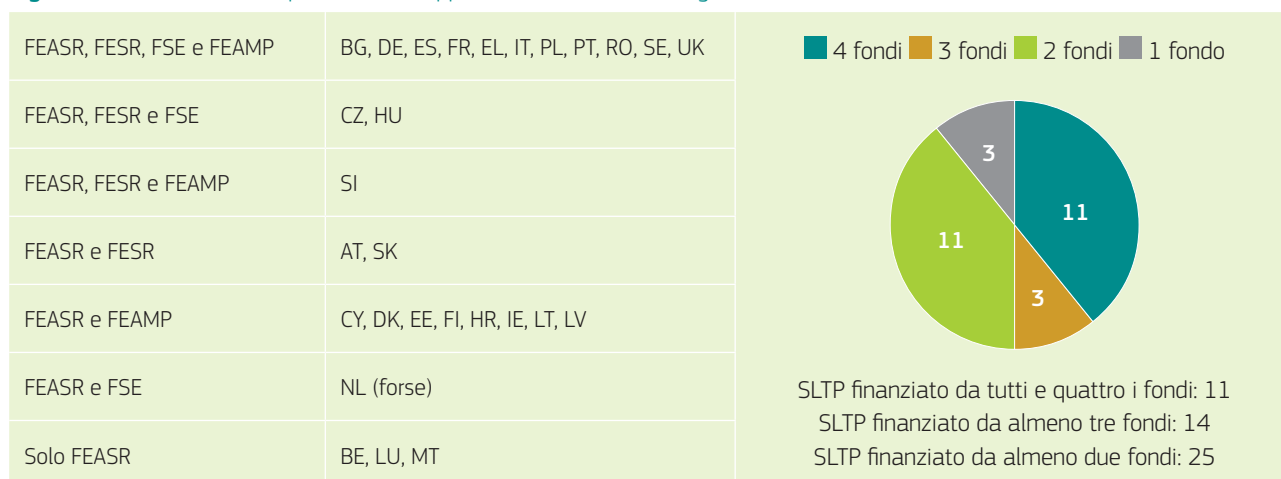 FEASR, FESR, FSE e FEAMP
BG, DE, ES, FR, EL, IT, PL, PT, RO, SE, UK
FEASR, FESR e FSE
CZ, HU
FEASR, FESR e FEAMP
SI
FEASR e FESR
AT, SK
FEASR e FEAMP
CY, DK, EE, FI, HR, IE, LT, LV
FEASR e FSE
NL (forse)
Solo FEASR
BE, LU, MT
4 fondi 3 fondi 2 fondi 1 fondo
3
11
11
3
SLTP finanziato da tutti e quattro i fondi: 11
SLTP finanziato da almeno tre fondi: 14
SLTP finanziato da almeno due fondi: 25